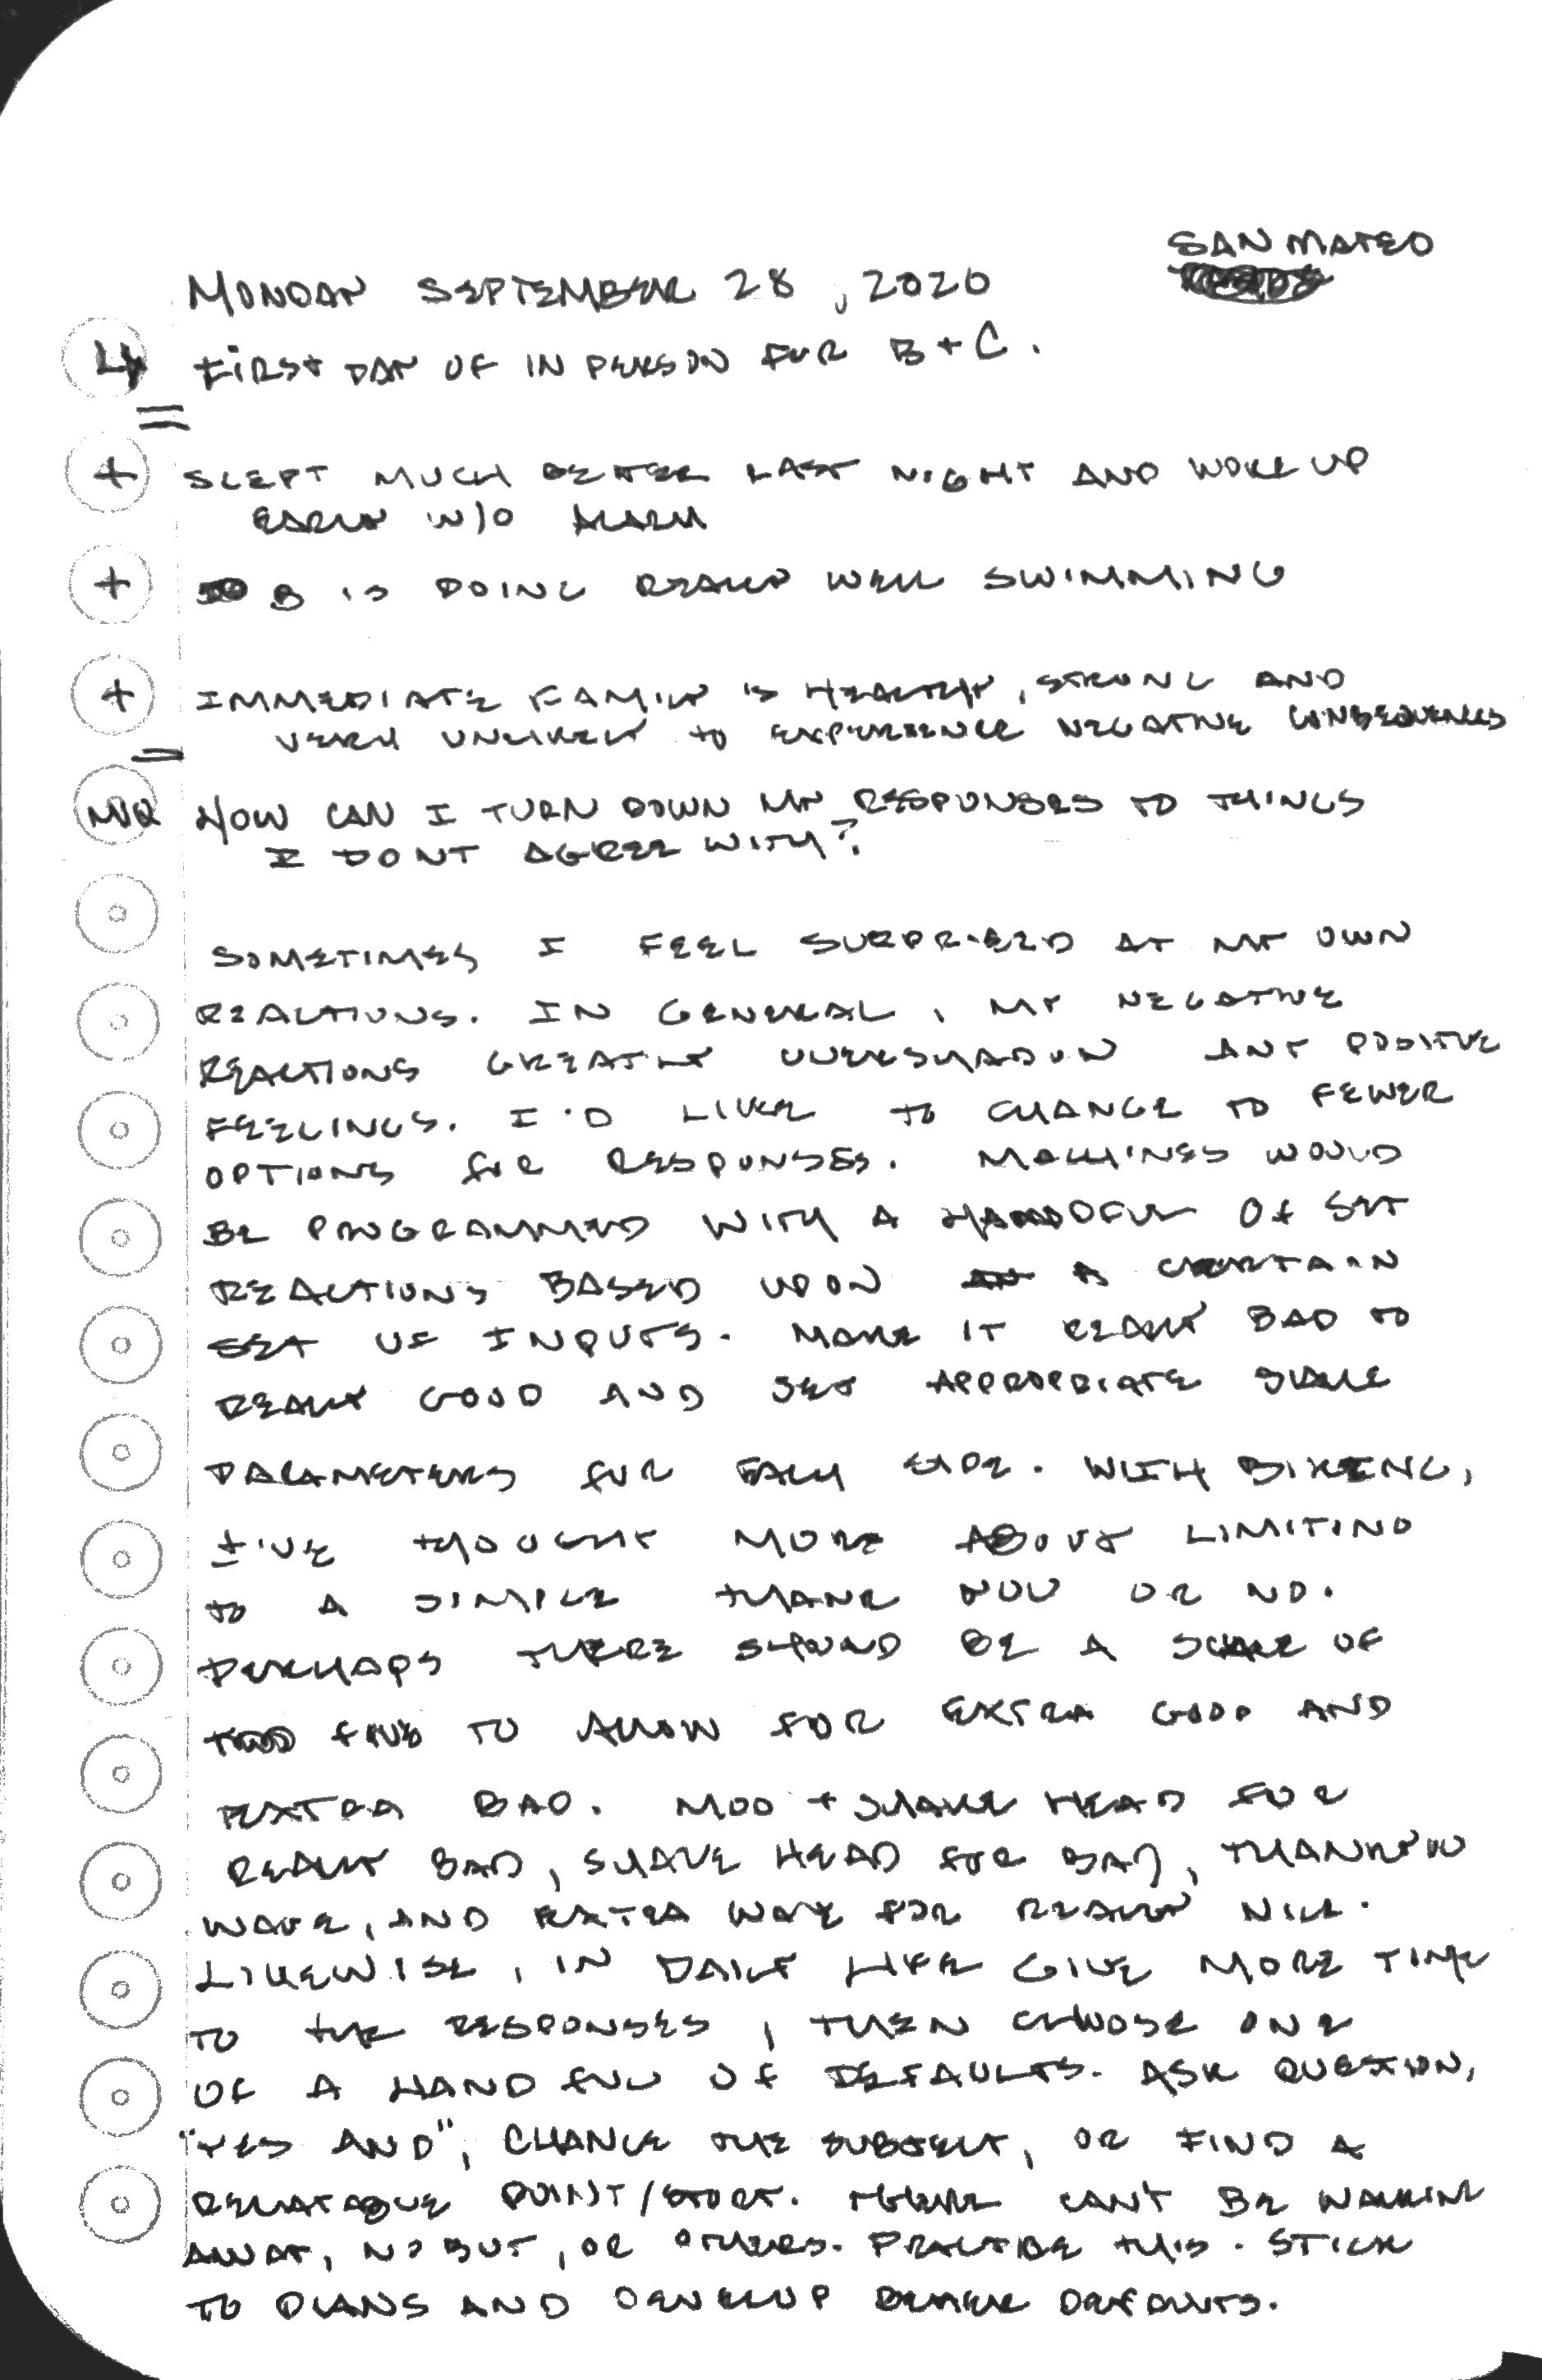 SAN MATEO
MONDAY SEPTEMBER 28, 2020
4 FIRST DAY OF IN PERSON FOR B + C.
=
+ SLEPT MUCH BETTER LAST NIGHT AND WOKE UP
EARLY W/O ALARM
+ B IS DOING REALLY WELL SWIMMING
+ IMMEDIATE FAMILY IS HEALTHY, STRONG AND
VERY UNLIKELY TO EXPERIENCE NEGATIVE CONSEQUENCES
=
HOW CAN I TURN DOWN MY RESPONSES TO THINGS
I DONT AGREE WITH?
SOMETIMES I FEEL SURPRISED AT MY OWN
REACTIONS. IN GENERAL, MY NEGATIVE
REACTIONS GREATLY OVERSHADOW ANY POSITIVE
FEELINGS. I'D LIKE TO CHANGE TO FEWER
OPTIONS FOR RESPONSES. MACHINES WOULD
BE PROGRAMMED WITH A HANDFUL OF SET
REACTIONS BASED UPON A CERTAIN
SET OF INPUTS. MAKE IT REALLY BAD TO
REALLY GOOD AND SET APPROPRIATE SCALE
PARAMETERS FOR EACH SIDE. WITH BIKING,
I'VE THOUGHT MORE ABOUT LIMITING
TO A SIMPLE THANK YOU OR NO.
PERHAPS THERE SHOULD BE A SCALE OF
FIVE TO ALLOW FOR EXTRA GOOD AND
EXTRA BAD. MOO + SHAKE HEAD FOR
REALLY BAD, SHAKE HEAD FOR BAD, THANK YOU
WAVE, AND EXTRA WAVE FOR REALLY NICE.
LIKEWISE, IN DAILY LIFE GIVE MORE TIME
TO THE RESPONSES, THEN CHOOSE ONE
OF A HANDFUL OF DEFAULTS. ASK QUESTION,
"YES AND", CHANGE THE SUBJECT, OR FIND A
RELATABLE POINT/STORY. THERE CAN'T BE WALKING
AWAY, NO BUT, OR OTHERS. PRACTICE THIS. STICK
TO PLANS AND DEVELOP BETTER DEFAULTS.